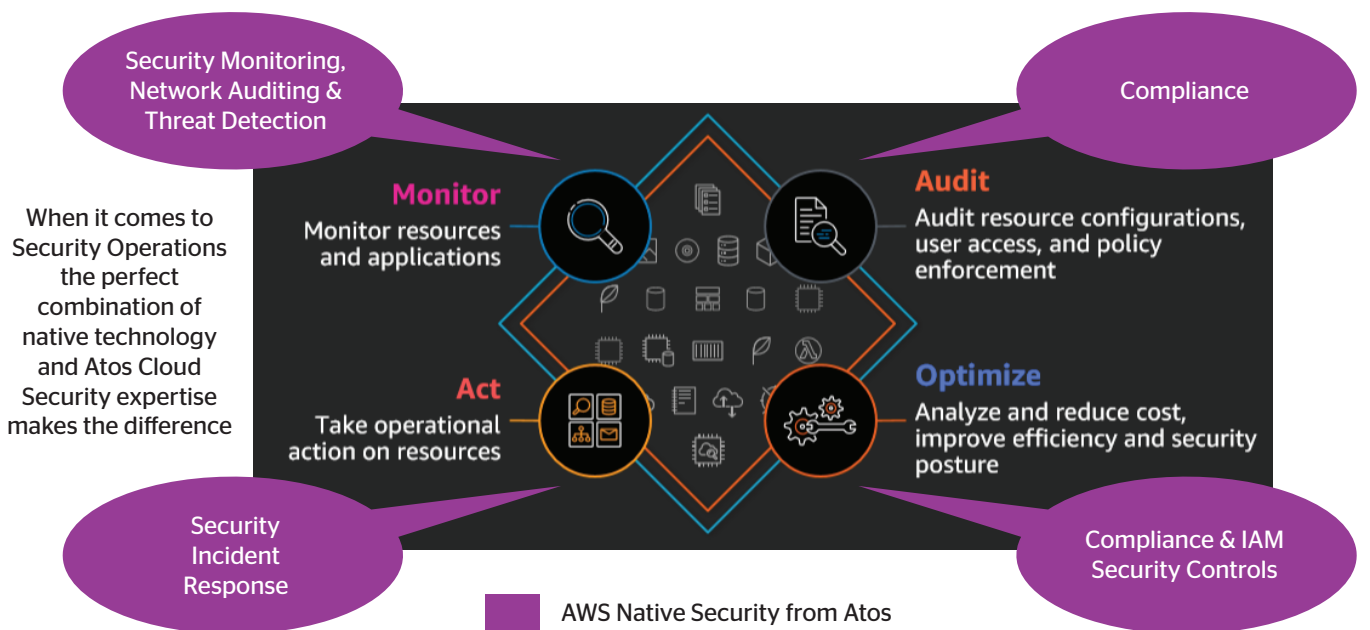 Security Monitoring,
Network Auditing &
Threat Detection
Compliance
When it comes to
Security Operations
the perfect
combination of
native technology
and Atos Cloud
Security expertise
makes the difference
Monitor
Monitor resources
and applications
Audit
Audit resource configurations,
user access, and policy
enforcement
Act
Take operational
action on resources
Optimize
Analyze and reduce cost,
improve efficiency and security
posture
Security
Incident
Response
Compliance & IAM
Security Controls
AWS Native Security from Atos